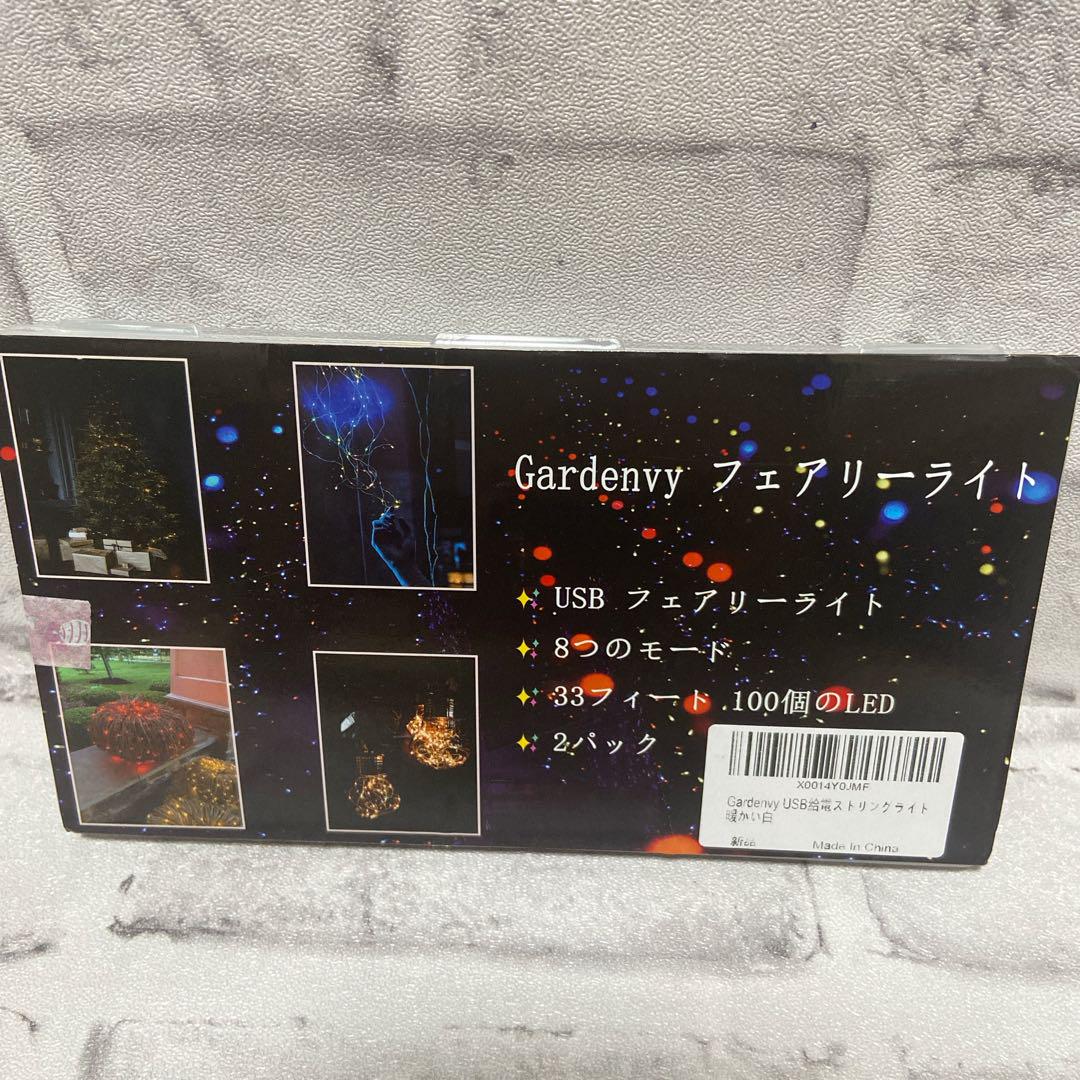 Gardenvy フェアリーライト
USB フェアリーライト
8つのモード
33フィード 100個のLED
2パック
X0014Y0JMF
Gardenvy USB給電ストリングライト
暖かい白
新品
Made In China